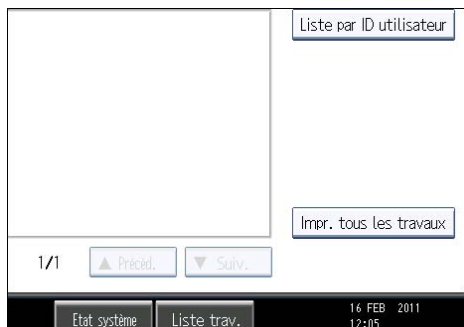 Liste par ID utilisateur
Impr. tous les travaux
1/1 ▲ Précéd. ▼ Suiv.
Etat système Liste trav. 16 FEB 2011
12:05